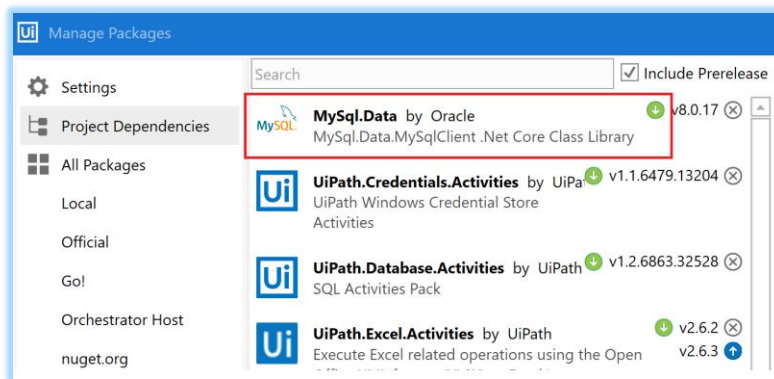 Ui Manage Packages
Settings
Project Dependencies
All Packages
Local
Official
Go!
Orchestrator Host
nuget.org
Search
Include Prerelease
MySQL
MySql.Data by Oracle
v8.0.17
MySql.Data.MySqlClient .Net Core Class Library
Ui
UiPath.Credentials.Activities by UiPa
v1.1.6479.13204
UiPath Windows Credential Store
Activities
Ui
UiPath.Database.Activities by UiPath
v1.2.6863.32528
SQL Activities Pack
Ui
UiPath.Excel.Activities by UiPath
v2.6.2
Execute Excel related operations using the Open
v2.6.3